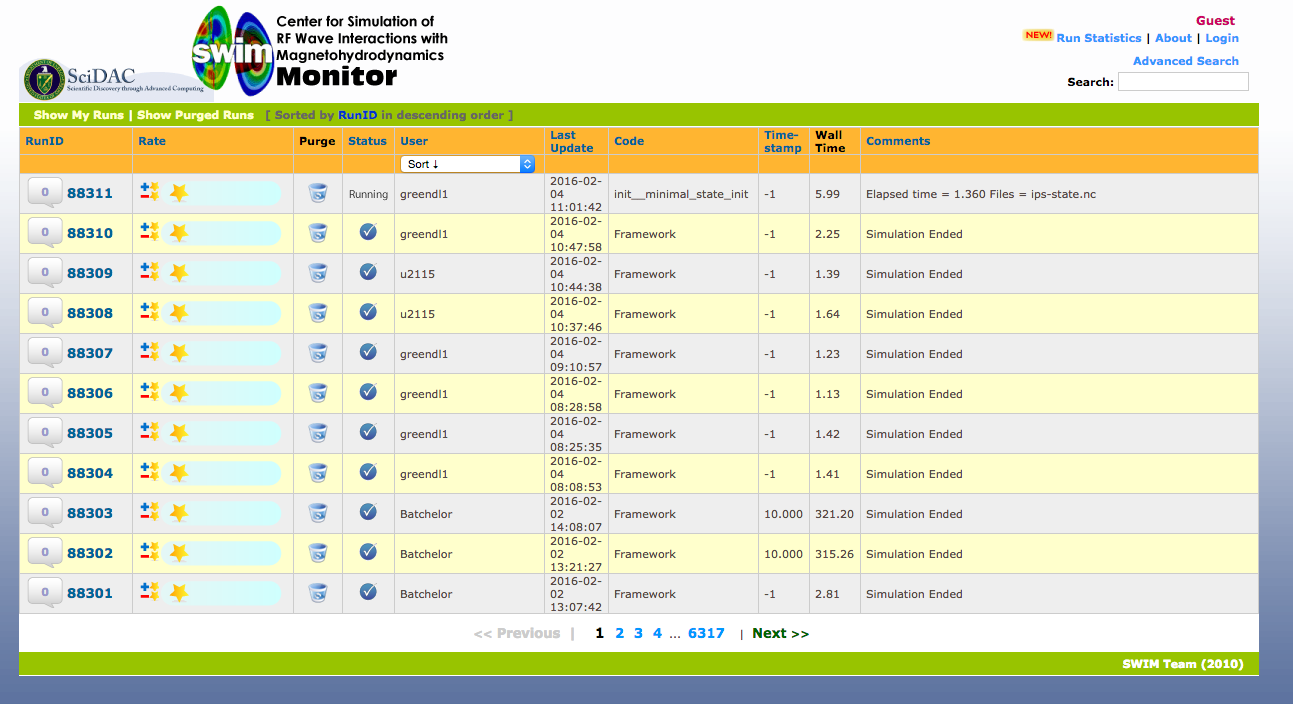 Center for Simulation of
RF Wave Interactions with
Magnetohydrodynamics
Monitor
swim
SciDAC
Scientific Discovery through Advanced Computing
Guest
NEW! Run Statistics | About | Login
Advanced Search
Search:
Show My Runs | Show Purged Runs [ Sorted by RunID in descending order ]
RunID Rate Purge Status User Last Update Code Time-stamp Wall Time Comments
Sort ↓
0 88311 Running greendl1 2016-02-04 11:01:42 init__minimal_state_init -1 5.99 Elapsed time = 1.360 Files = ips-state.nc
0 88310 greendl1 2016-02-04 10:47:58 Framework -1 2.25 Simulation Ended
0 88309 u2115 2016-02-04 10:44:38 Framework -1 1.39 Simulation Ended
0 88308 u2115 2016-02-04 10:37:46 Framework -1 1.64 Simulation Ended
0 88307 greendl1 2016-02-04 09:10:57 Framework -1 1.23 Simulation Ended
0 88306 greendl1 2016-02-04 08:28:58 Framework -1 1.13 Simulation Ended
0 88305 greendl1 2016-02-04 08:25:35 Framework -1 1.42 Simulation Ended
0 88304 greendl1 2016-02-04 08:08:53 Framework -1 1.41 Simulation Ended
0 88303 Batchelor 2016-02-02 14:08:07 Framework 10.000 321.20 Simulation Ended
0 88302 Batchelor 2016-02-02 13:21:27 Framework 10.000 315.26 Simulation Ended
0 88301 Batchelor 2016-02-02 13:07:42 Framework -1 2.81 Simulation Ended
<< Previous | 1 2 3 4 ... 6317 | Next >>
SWIM Team (2010)